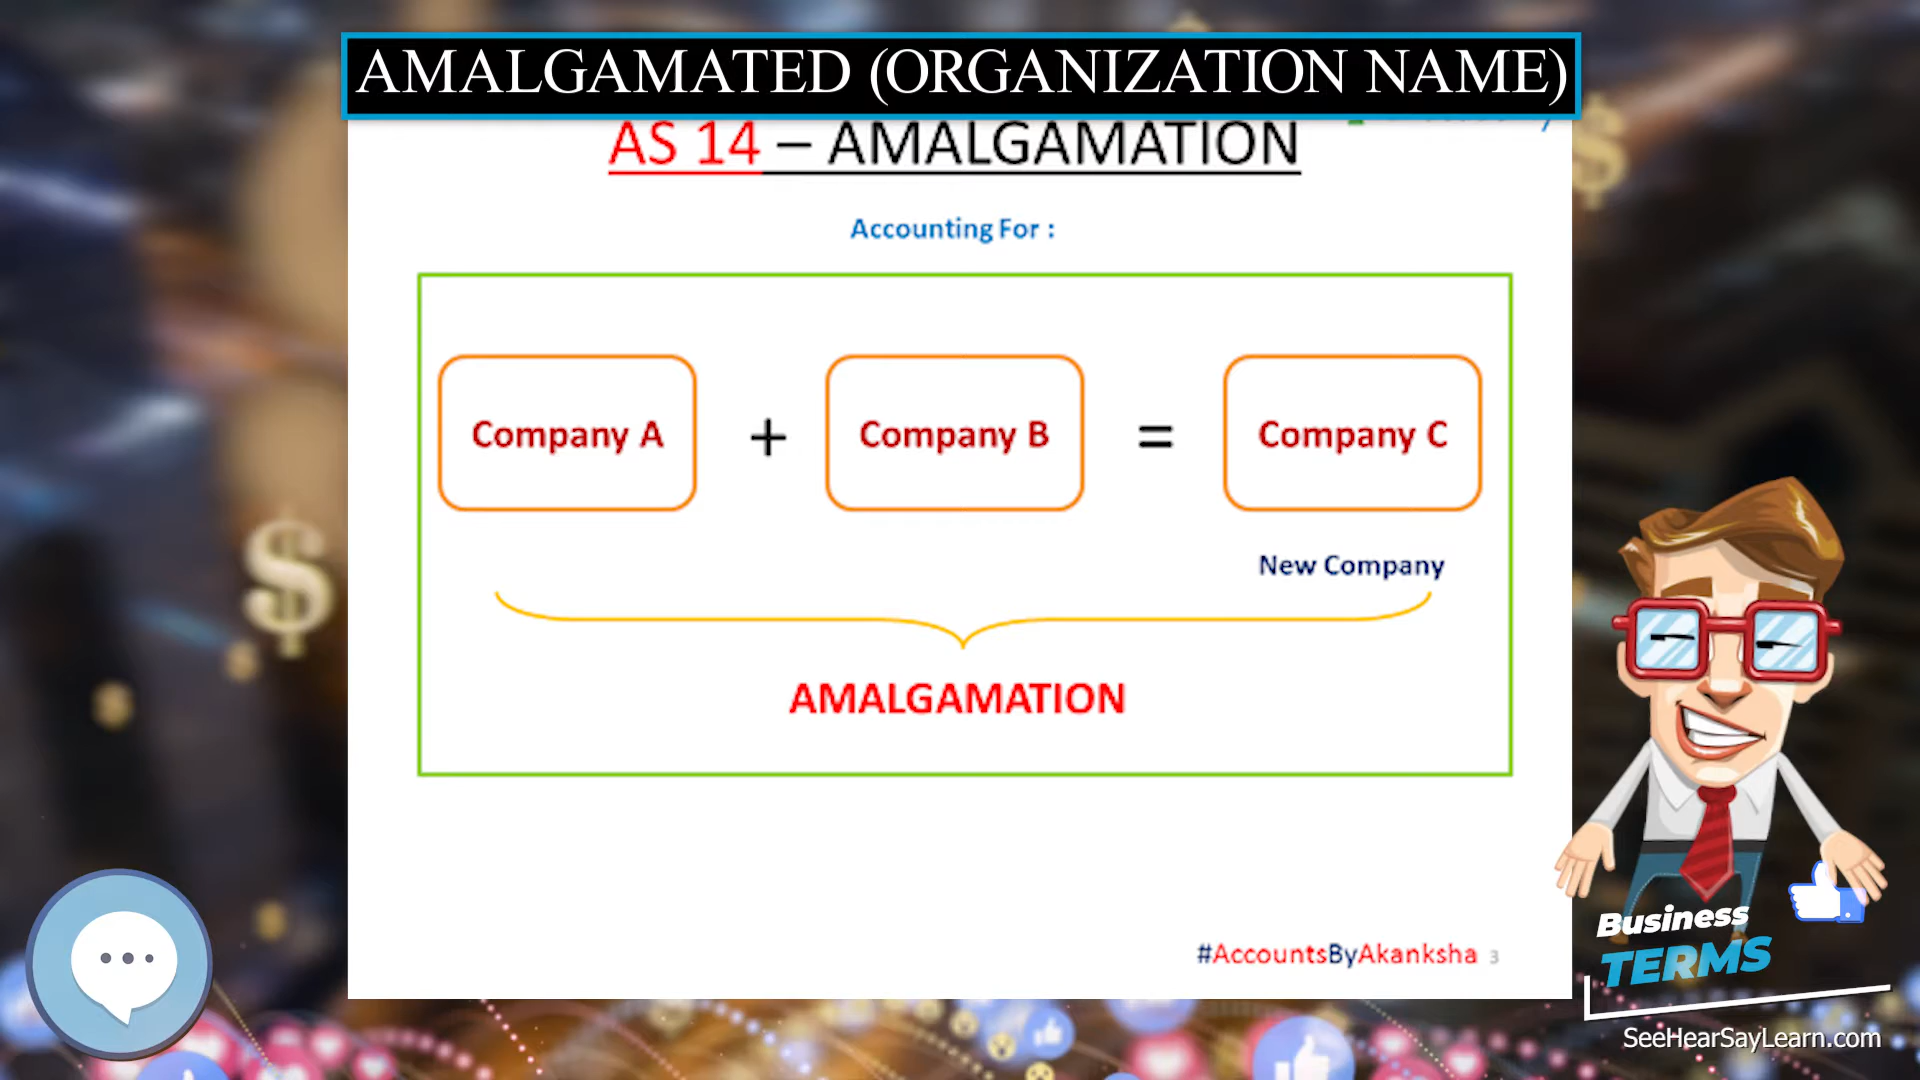 AMALGAMATED (ORGANIZATION NAME)
AS 14 – AMALGAMATION
Accounting For :
Company A + Company B = Company C
New Company
AMALGAMATION
#AccountsByAkanksha 3
Business
TERMS
SeeHearSayLearn.com